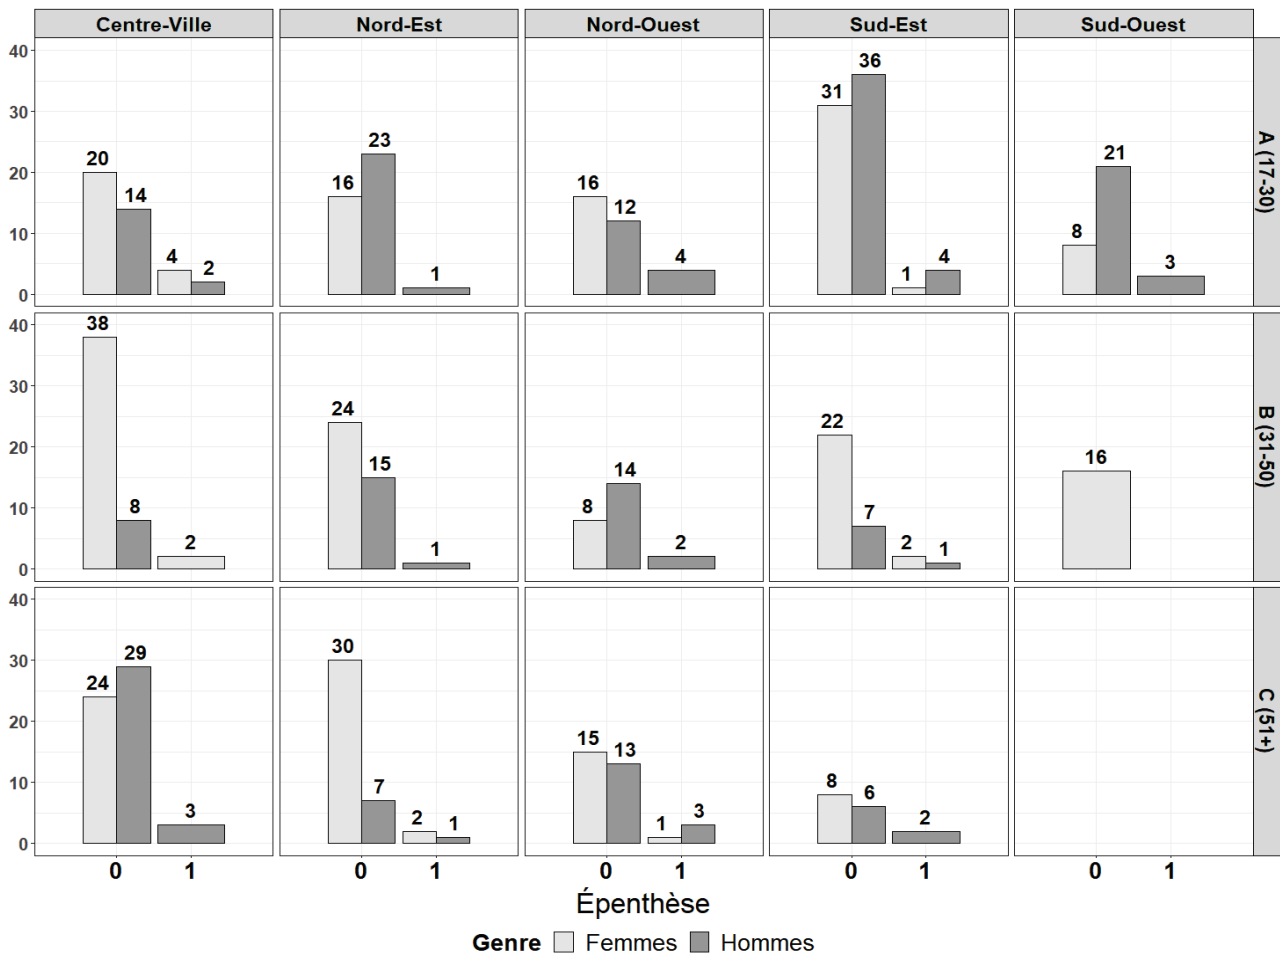 Centre-Ville Nord-Est Nord-Ouest Sud-Est Sud-Ouest
40
30
20
10
0
20 14 4 2
16 23 1
16 12 4
31 36 1 4
8 21 3
A (17-30)
40
30
20
10
0
38 8 2
24 15 1
8 14 2
22 7 2 1
16
B (31-50)
40
30
20
10
0
24 29 3
30 7 2 1
15 13 1 3
8 6 2
C (51+)
0 1 0 1 0 1 0 1 0 1
Épenthèse
Genre Femmes Hommes